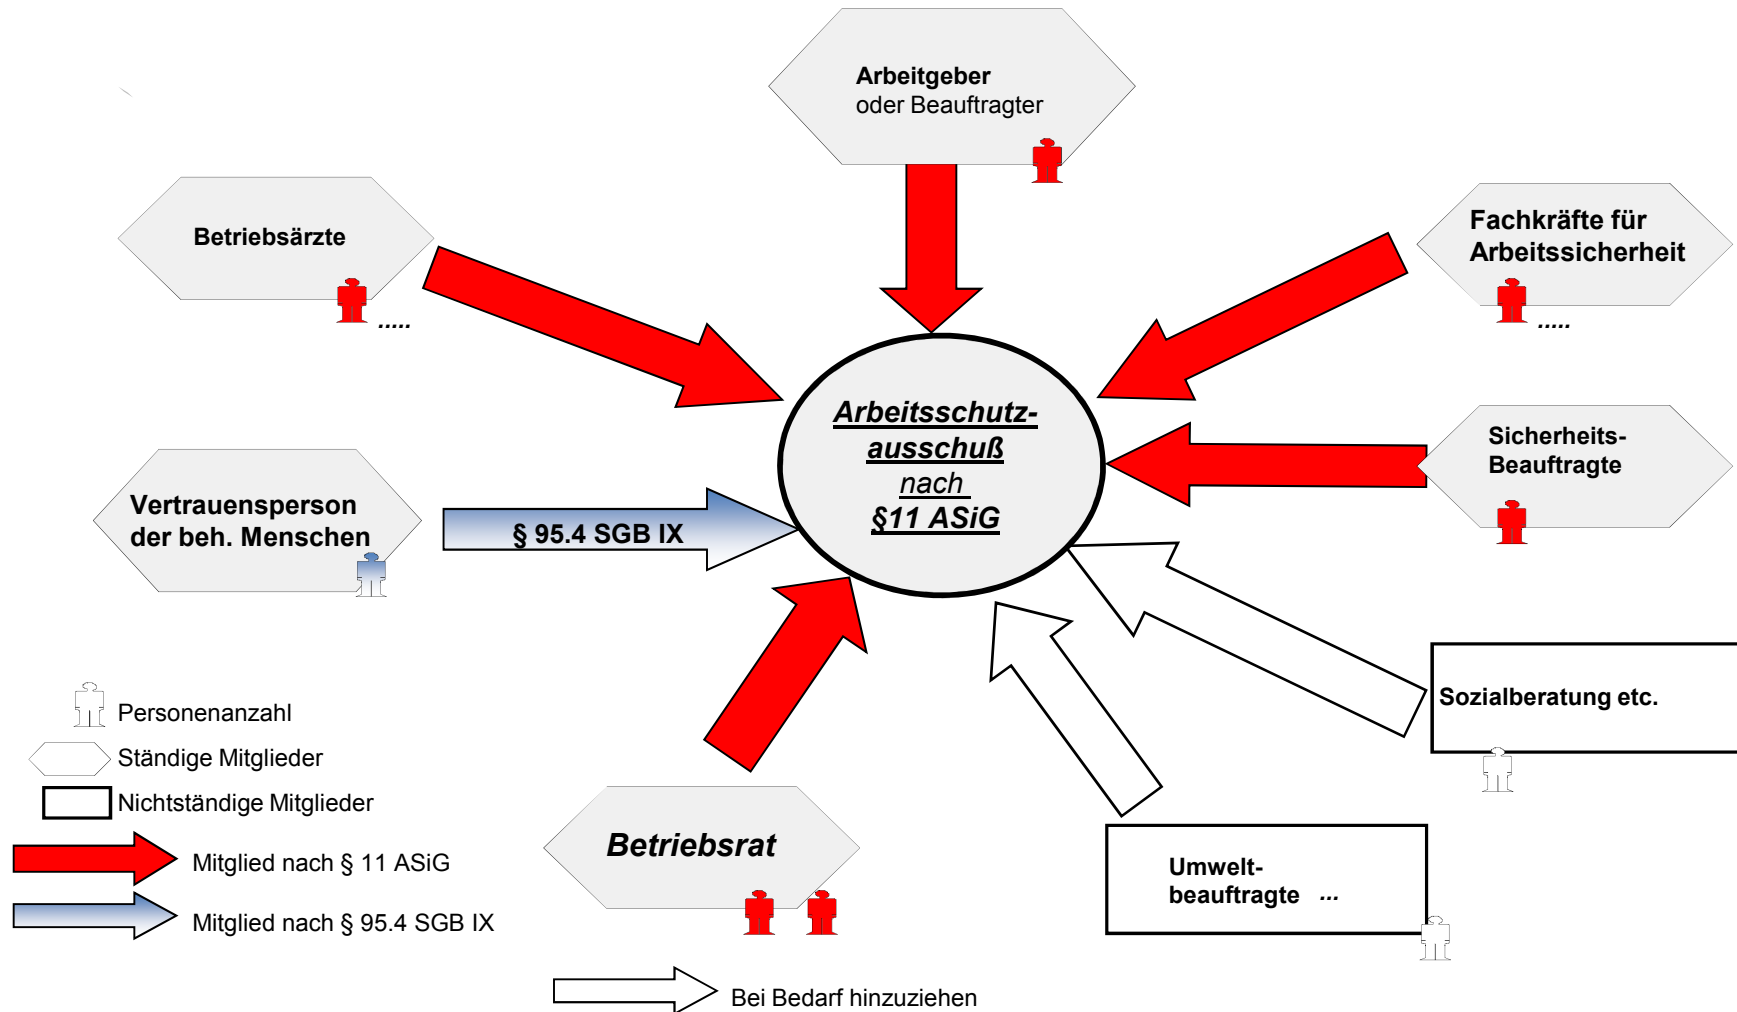 Arbeitgeber
oder Beauftragter
Betriebsärzte
.....
Fachkräfte für
Arbeitssicherheit
.....
Arbeitsschutz-
ausschuß
nach
§11 ASiG
Sicherheits-
Beauftragte
Vertrauensperson
der beh. Menschen
§ 95.4 SGB IX
Sozialberatung etc.
Personenanzahl
Ständige Mitglieder
Nichtständige Mitglieder
Mitglied nach § 11 ASiG
Mitglied nach § 95.4 SGB IX
Betriebsrat
Umwelt-
beauftragte ...
Bei Bedarf hinzuziehen